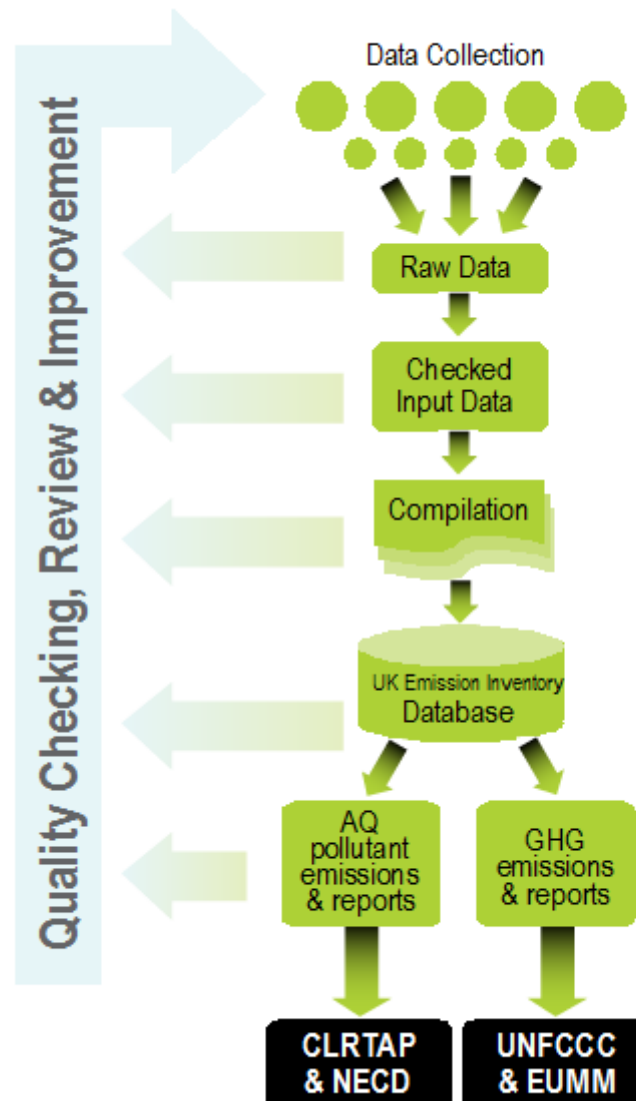 Quality Checking, Review & Improvement
Data Collection
Raw Data
Checked
Input Data
Compilation
UK Emission Inventory
Database
AQ
pollutant
emissions
& reports
GHG
emissions
& reports
CLRTAP
& NECD
UNFCCC
& EUMM